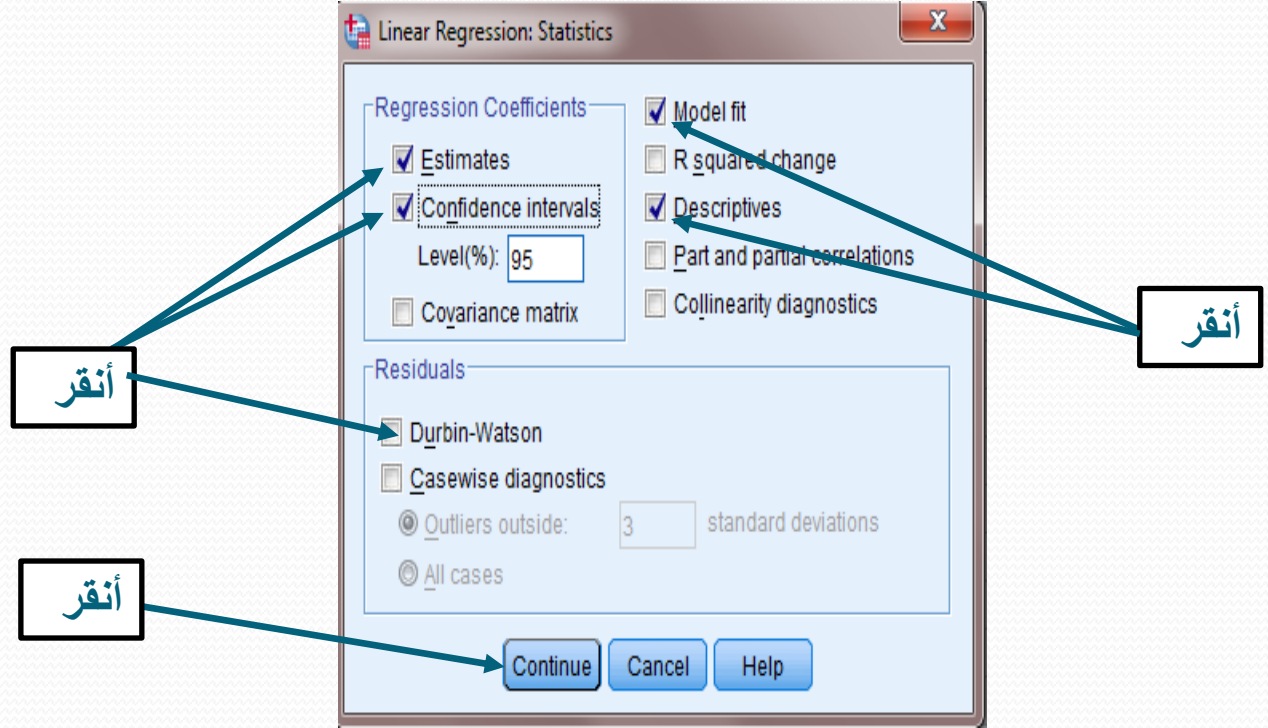 Linear Regression: Statistics
X
Regression Coefficients
Estimates
Confidence intervals
Level(%): 95
Covariance matrix
Model fit
R squared change
Descriptives
Part and partial correlations
Collinearity diagnostics
أنقر
أنقر
Residuals
Durbin-Watson
Casewise diagnostics
Outliers outside: 3 standard deviations
All cases
أنقر
Continue Cancel Help